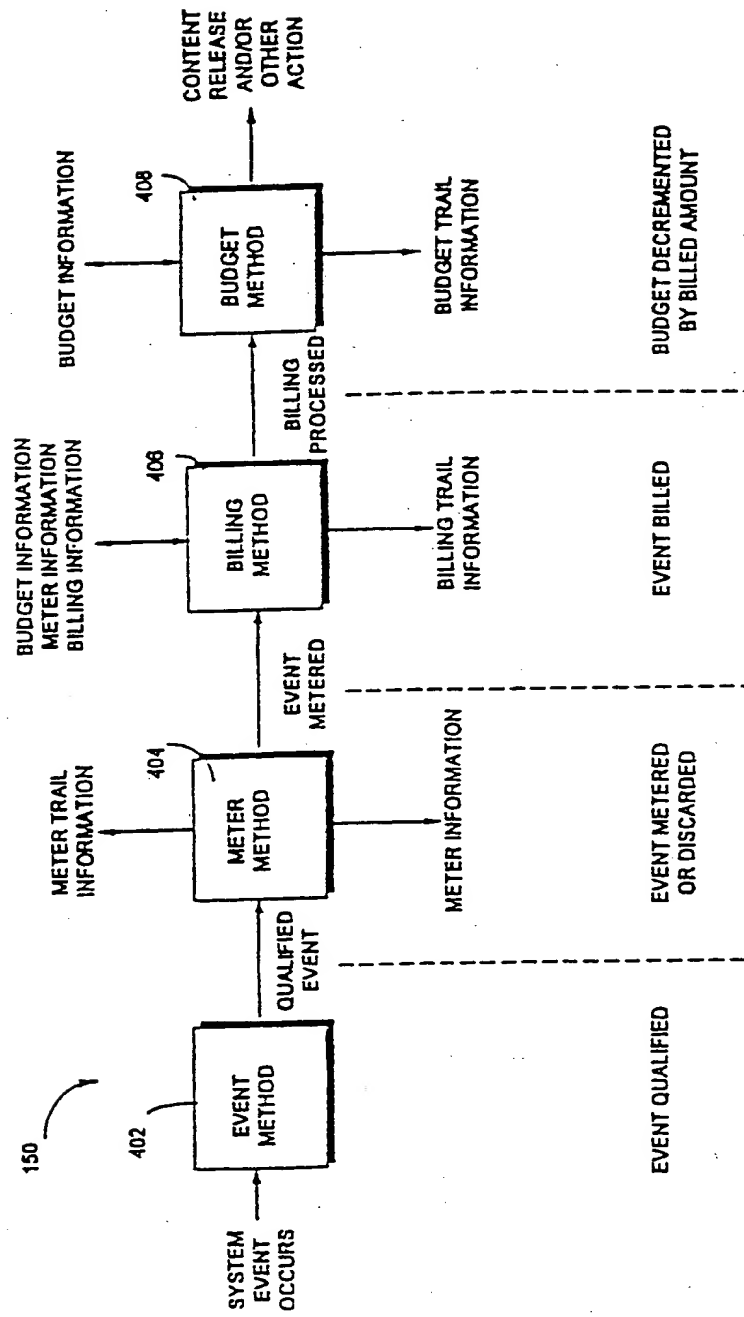 150
SYSTEM
EVENT
OCCURS
402
EVENT
METHOD
QUALIFIED
EVENT
METER TRAIL
INFORMATION
404
METER
METHOD
METER INFORMATION
EVENT
METERED
BUDGET INFORMATION
METER INFORMATION
BILLING INFORMATION
406
BILLING
METHOD
BILLING TRAIL
INFORMATION
BILLING
PROCESSED
BUDGET INFORMATION
408
BUDGET
METHOD
BUDGET TRAIL
INFORMATION
CONTENT
RELEASE
AND/OR
OTHER
ACTION
EVENT QUALIFIED
EVENT METERED
OR DISCARDED
EVENT BILLED
BUDGET DECREMENTED
BY BILLED AMOUNT